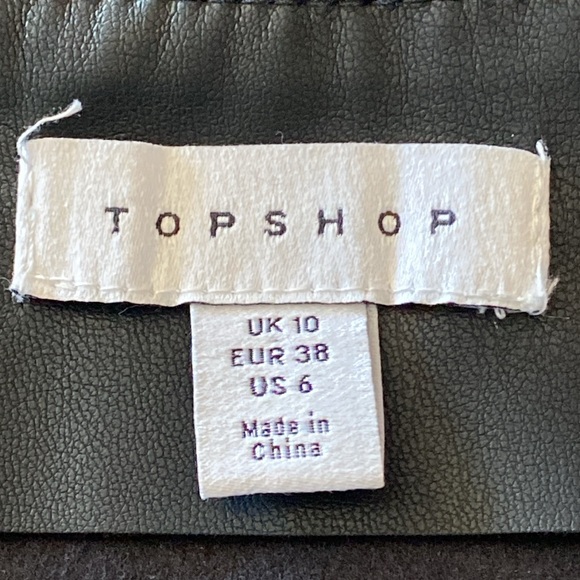 TOPSHOP
UK 10
EUR 38
US 6
Made in
China